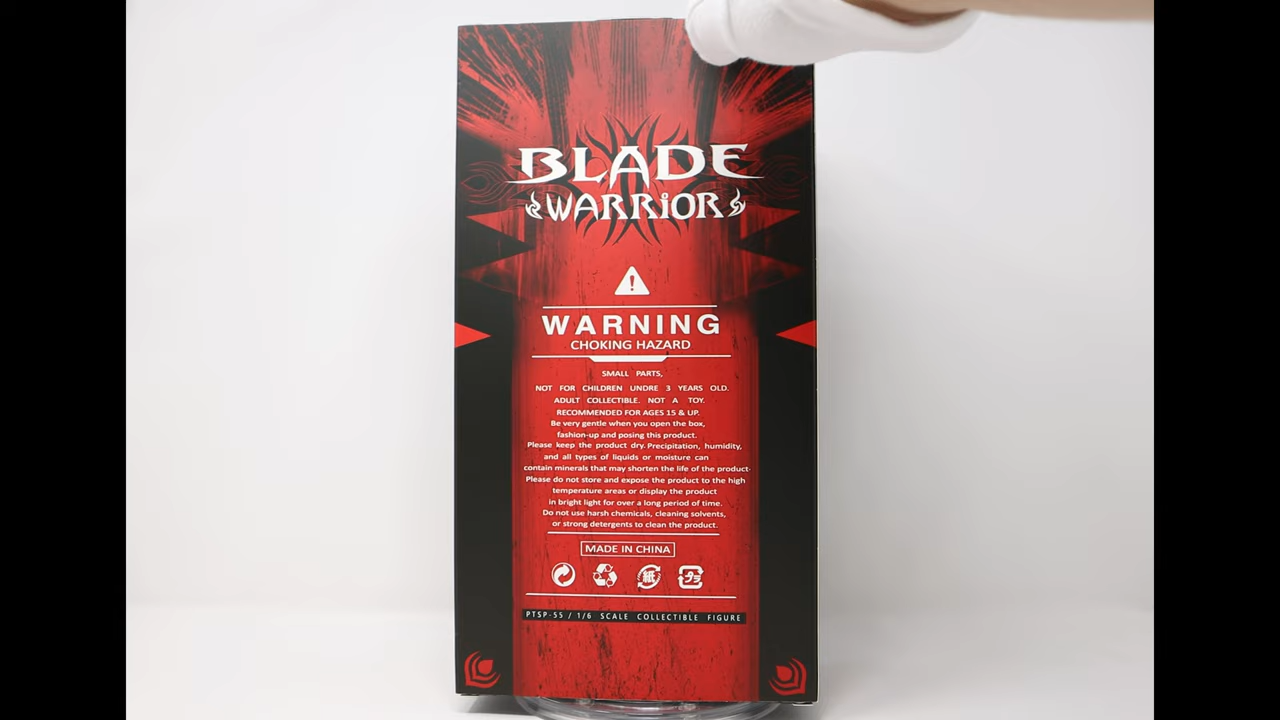 BLADE
WARRiOR
!
WARNING
CHOKING HAZARD
SMALL PARTS,
NOT FOR CHILDREN UNDRE 3 YEARS OLD.
ADULT COLLECTIBLE. NOT A TOY.
RECOMMENDED FOR AGES 15 & UP.
Be very gentle when you open the box,
fashion-up and posing this product.
Please keep the product dry. Precipitation, humidity,
and all types of liquids or moisture can
contain minerals that may shorten the life of the product·
Please do not store and expose the product to the high
temperature areas or display the product
in bright light for over a long period of time.
Do not use harsh chemicals, cleaning solvents,
or strong detergents to clean the product.
MADE IN CHINA
紙 プラ
PTSP-55 / 1/6 SCALE COLLECTIBLE FIGURE